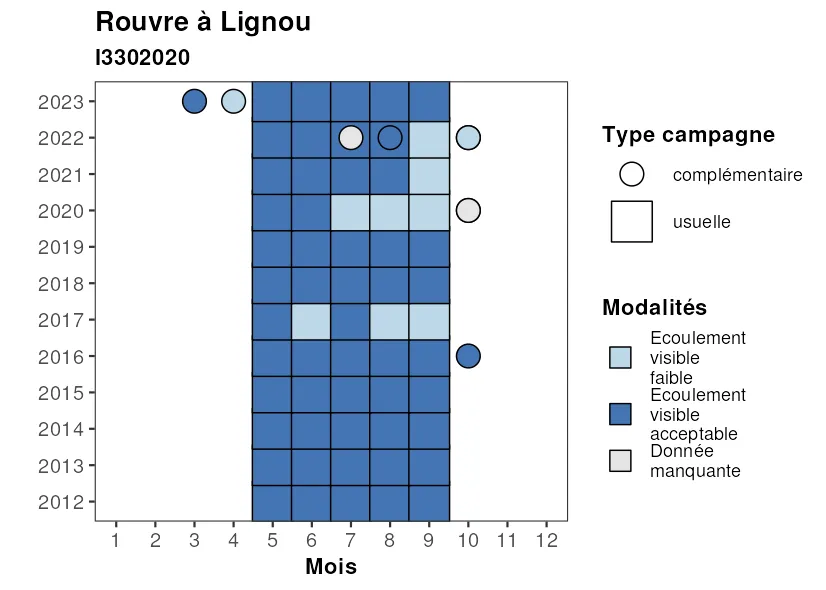 Rouvre à Lignou
I3302020
2023
2022
2021
2020
2019
2018
2017
2016
2015
2014
2013
2012
1 2 3 4 5 6 7 8 9 10 11 12
Mois
Type campagne
complémentaire
usuelle
Modalités
Ecoulement
visible
faible
Ecoulement
visible
acceptable
Donnée
manquante